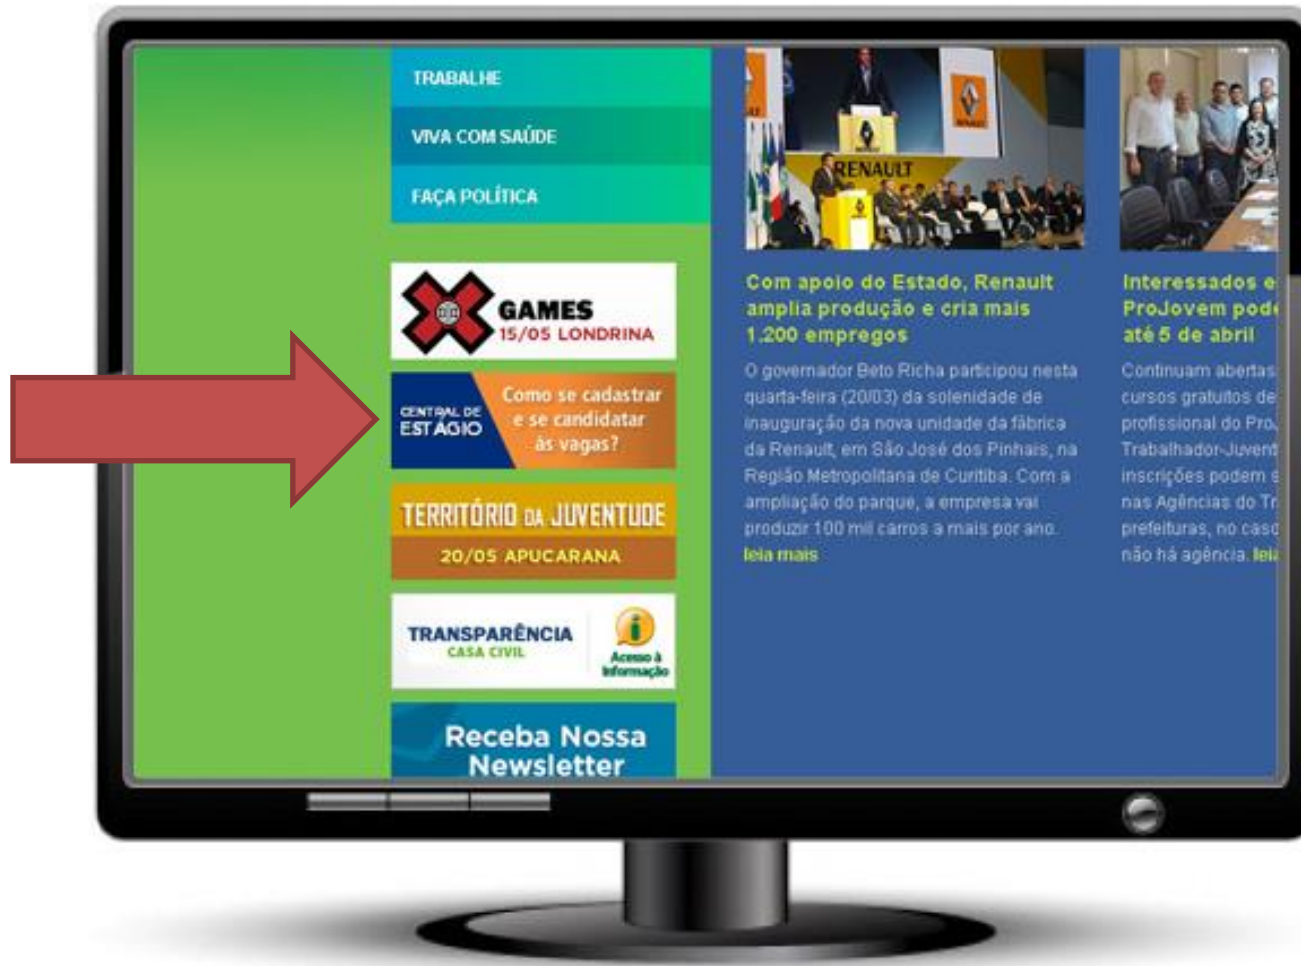 TRABALHE
VIVA COM SAÚDE
FAÇA POLÍTICA
GAMES
15/05 LONDRINA
CENTRAL DE
ESTÁGIO
Como se cadastrar
e se candidatar
às vagas?
TERRITÓRIO DA JUVENTUDE
20/05 APUCARANA
TRANSPARÊNCIA
CASA CIVIL
Acesso à
Informação
Receba Nossa
Newsletter
RENAULT
RENAULT
Com apoio do Estado, Renault
amplia produção e cria mais
1.200 empregos
O governador Beto Richa participou nesta
quarta-feira (20/03) da solenidade de
inauguração da nova unidade da fábrica
da Renault, em São José dos Pinhais, na
Região Metropolitana de Curitiba. Com a
ampliação do parque, a empresa vai
produzir 100 mil carros a mais por ano.
leia mais
Interessados e
ProJovem pod
até 5 de abril
Continuam abertas
cursos gratuitos de
profissional do Pro
Trabalhador-Juvent
inscrições podem s
nas Agências do Tr
prefeituras, no caso
não há agência. leia